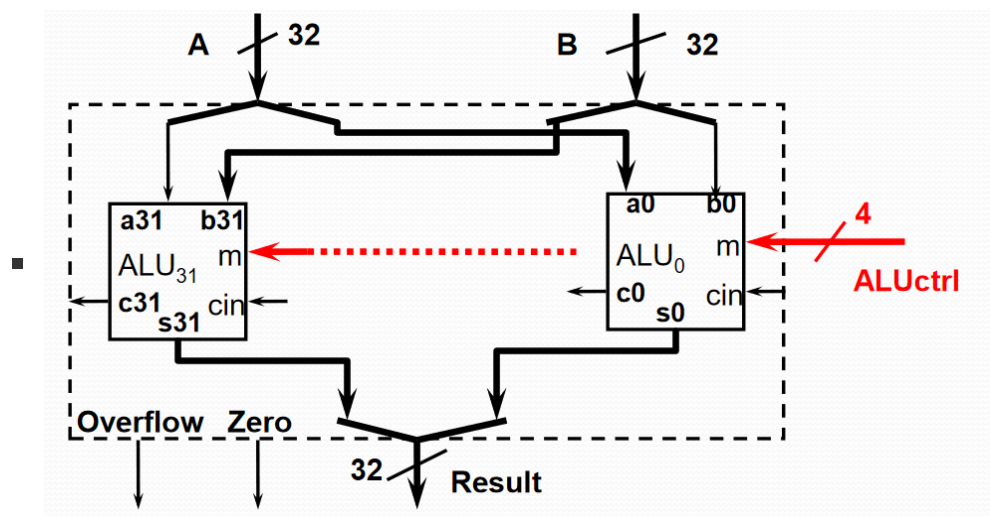 A 32 B 32
a31 b31
ALU31 m
c31 cin
s31
a0 b0
ALU0 m
c0 cin
s0
4
ALUctrl
Overflow Zero
32 Result